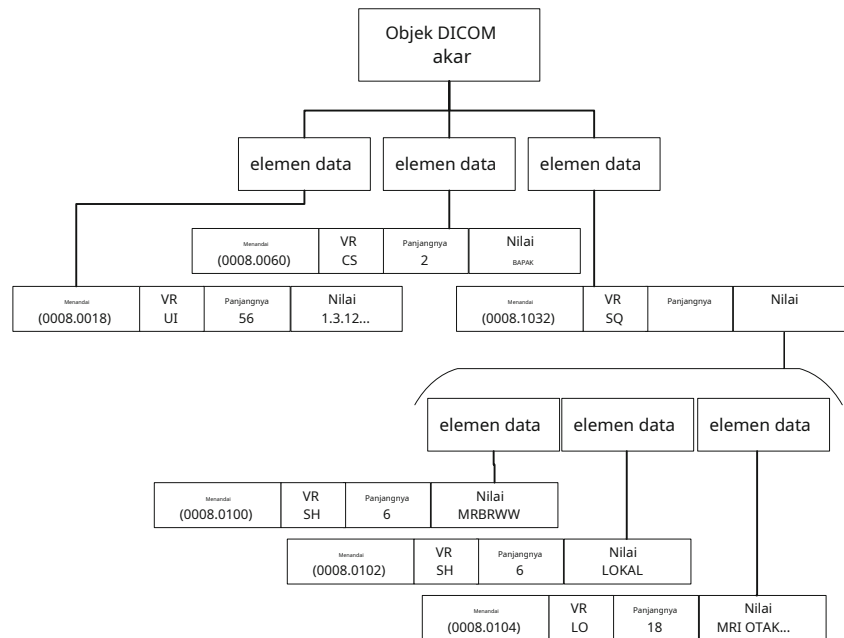 Objek DICOM
akar
elemen data
elemen data
elemen data
Menandai
(0008.0060)
VR
CS
Panjangnya
2
Nilai
BAPAK
Menandai
(0008.0018)
VR
UI
Panjangnya
56
Nilai
1.3.12...
Menandai
(0008.1032)
VR
SQ
Panjangnya
Nilai
elemen data
elemen data
elemen data
Menandai
(0008.0100)
VR
SH
Panjangnya
6
Nilai
MRBRWW
Menandai
(0008.0102)
VR
SH
Panjangnya
6
Nilai
LOKAL
Menandai
(0008.0104)
VR
LO
Panjangnya
18
Nilai
MRI OTAK...